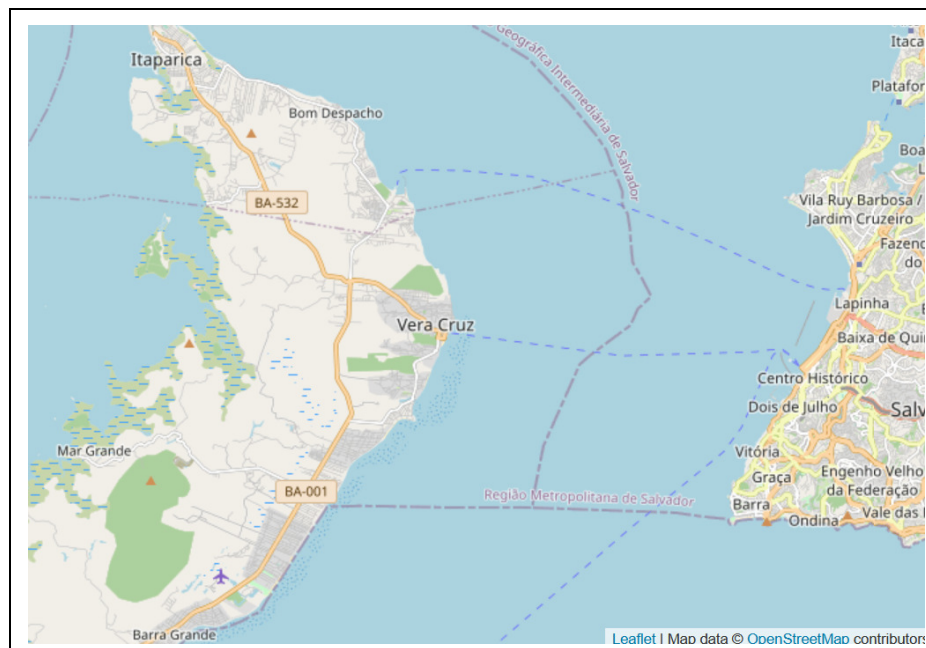 Itaparica
Bom Despacho
BA-532
Vera Cruz
Mar Grande
BA-001
Barra Grande
Geográfica Intermediária de Salvador
Região Metropolitana de Salvador
Itaca
Platafor
Boa
L
Vila Ruy Barbosa /
Jardim Cruzeiro
Fazend
do
Lapinha
Baixa de Qui
Centro Histórico
Dois de Julho
Salv
Vitória
Graça
Engenho Velho
da Federação
Barra
Ondina
Vale das
Leaflet | Map data © OpenStreetMap contributors